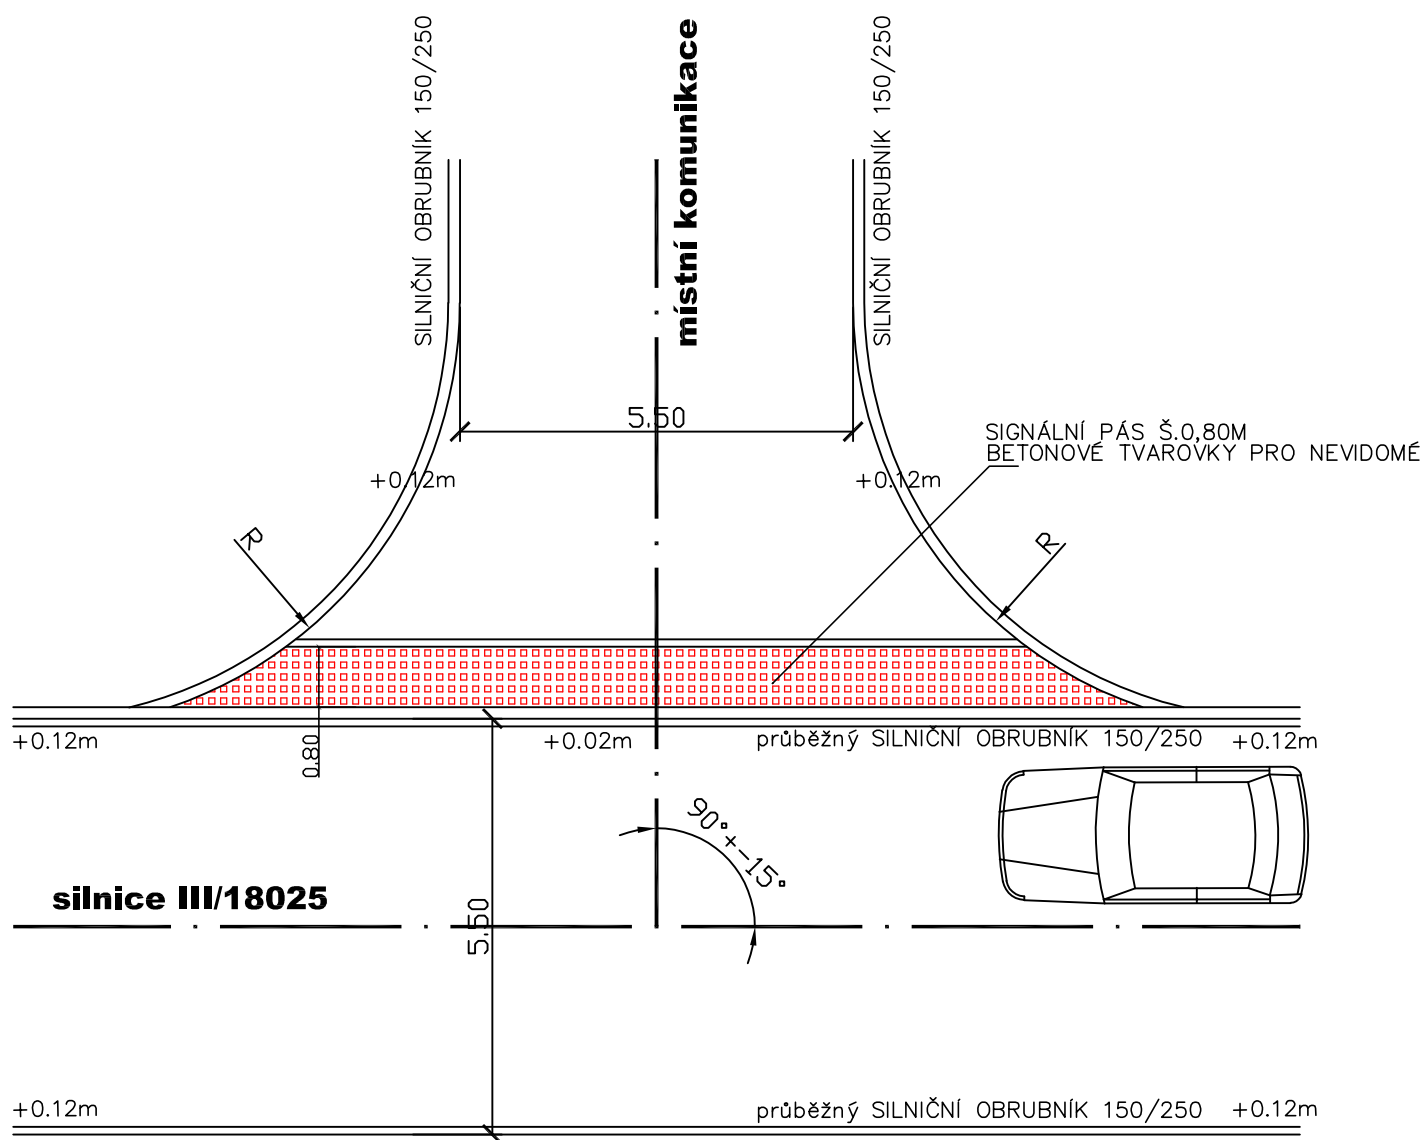 SILNIČNÍ OBRUBNÍK 150/250
místní komunikace
SILNIČNÍ OBRUBNÍK 150/250
5.50
SIGNÁLNÍ PÁS Š.0,80M
BETONOVÉ TVAROVKY PRO NEVIDOMÉ
+0.12m
+0.12m
R
R
+0.12m
0.80
+0.02m
průběžný SILNIČNÍ OBRUBNÍK 150/250
+0.12m
90°+-15°
silnice III/18025
5.50
+0.12m
průběžný SILNIČNÍ OBRUBNÍK 150/250
+0.12m